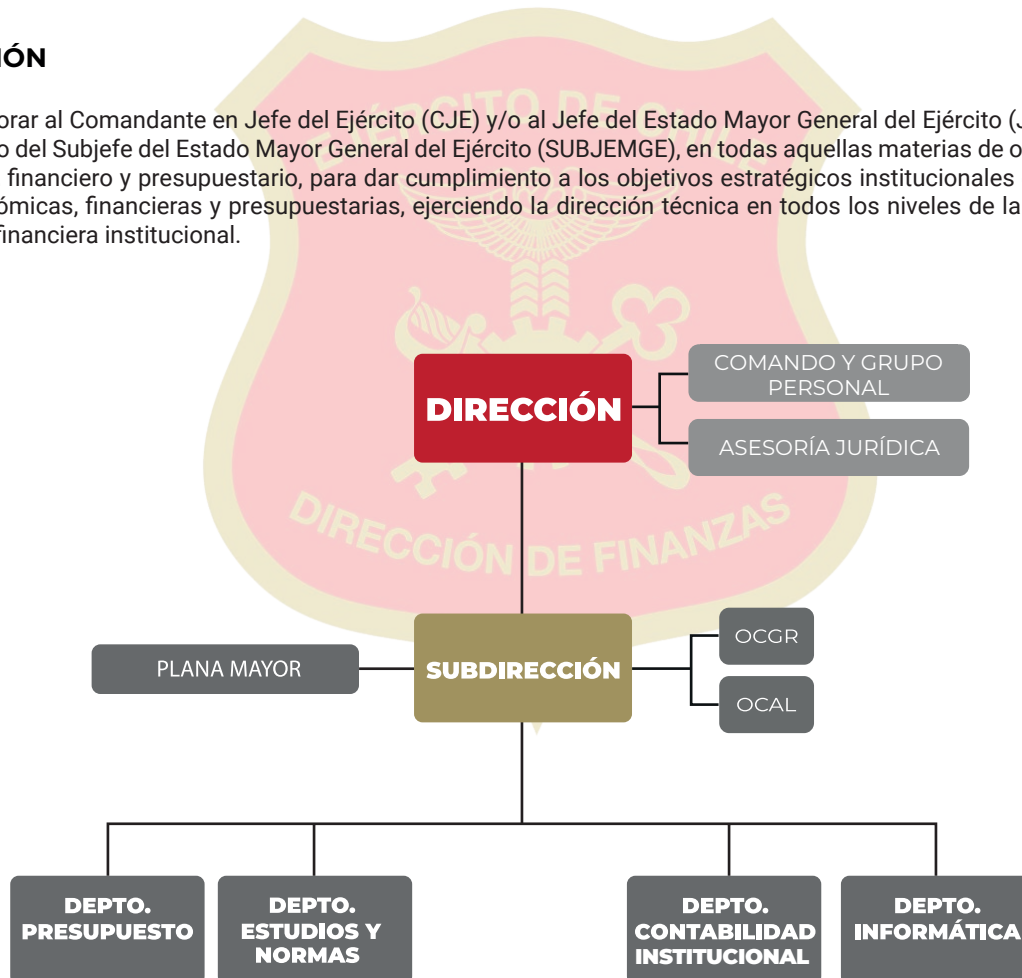 EJÉRCITO DE CHILE
orar al Comandante en Jefe del Ejército (CJE) y/o al Jefe del Estado Mayor General del Ejército
o del Subjefe del Estado Mayor General del Ejército (SUBJEMGE), en todas aquellas materias de
financiero y presupuestario, para dar cumplimiento a los objetivos estratégicos institucionales
ómicas, financieras y presupuestarias, ejerciendo la dirección técnica en todos los niveles de la
financiera institucional.
DIRECCIÓN
COMANDO Y GRUPO
PERSONAL
ASESORÍA JURÍDICA
DIRECCIÓN DE FINANZAS
PLANA MAYOR
SUBDIRECCIÓN
OCGR
OCAL
DEPTO.
PRESUPUESTO
DEPTO.
ESTUDIOS Y
NORMAS
DEPTO.
CONTABILIDAD
INSTITUCIONAL
DEPTO.
INFORMÁTICA